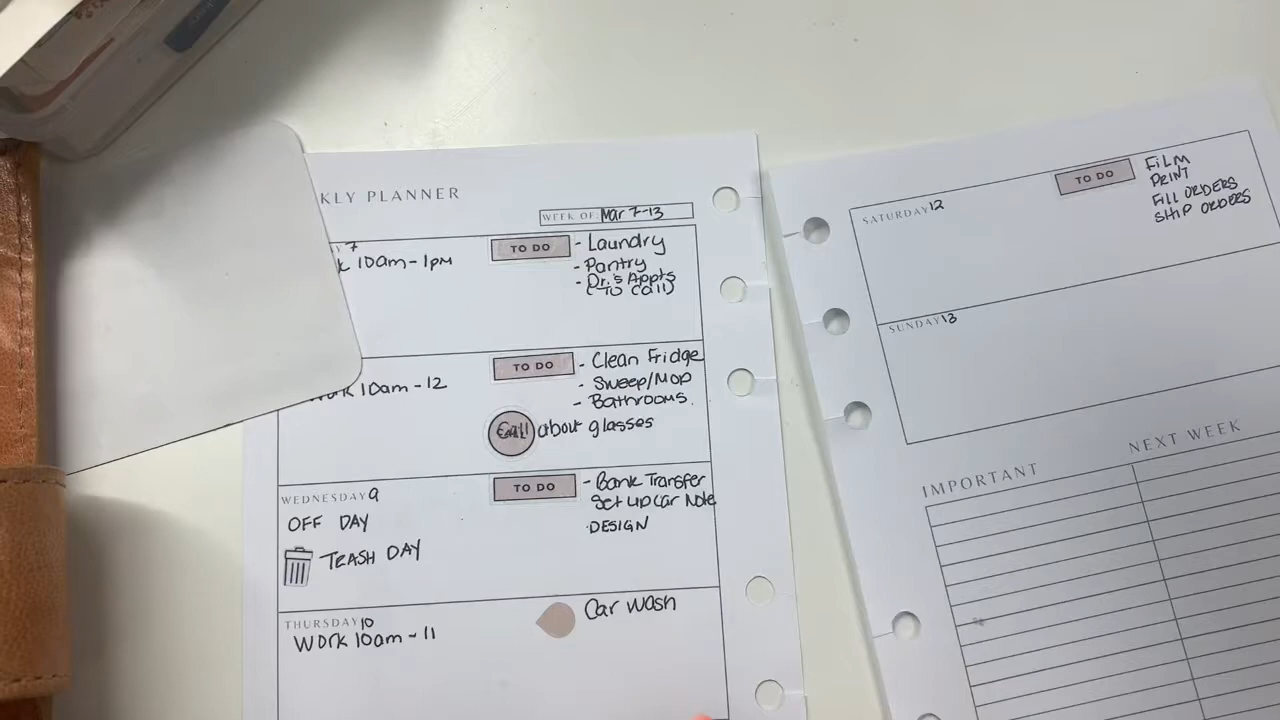 KLY PLANNER
WEEK OF: Mar 7-13
Y 7
k 10am - 1pm
TO DO
- Laundry
- Pantry
- Dr.'s Appts
(To Call)
Work 10am - 12
TO DO
- Clean Fridge
- Sweep/Mop
- Bathrooms.
Call about glasses
WEDNESDAY 9
OFF DAY
TRASH DAY
TO DO
- Bank Transfer
Set up Car Note
DESIGN
THURSDAY 10
WORK 10am - 11
Car wash
SATURDAY 12
TO DO
FILM
PRINT
FILL ORDERS
SHIP ORDERS
SUNDAY 13
IMPORTANT
NEXT WEEK